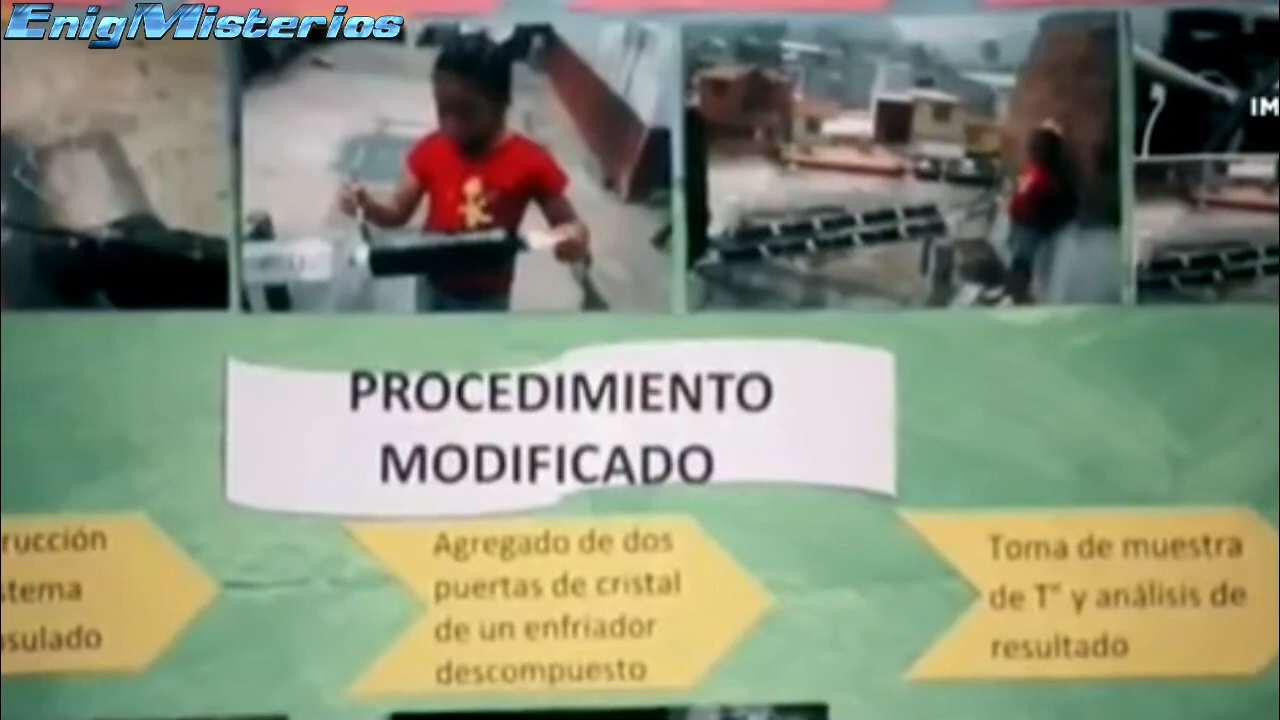 EnigMisterios
IM
PROCEDIMIENTO
MODIFICADO
rucción
stema
sulado
Agregado de dos
puertas de cristal
de un enfriador
descompuesto
Toma de muestra
de T° y análisis de
resultado